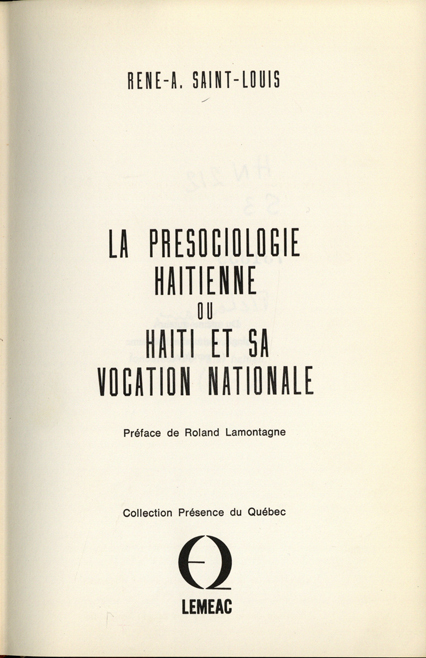 RENE-A. SAINT-LOUIS
LA PRESOCIOLOGIE
HAITIENNE
OU
HAITI ET SA
VOCATION NATIONALE
Préface de Roland Lamontagne
Collection Présence du Québec
LEMEAC